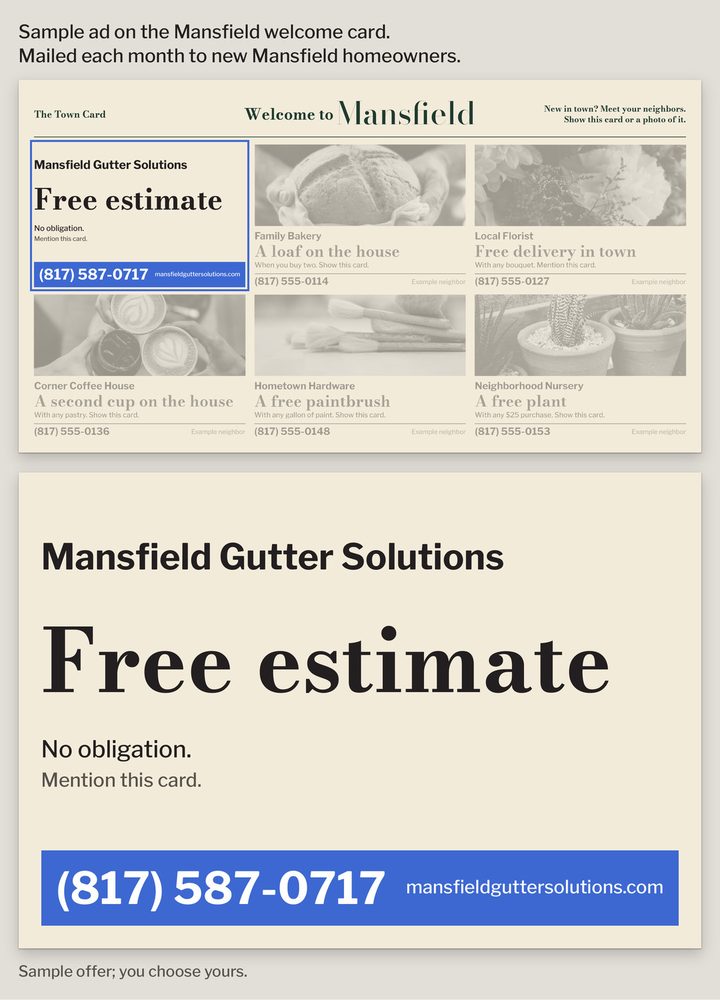 Sample ad on the Mansfield welcome card.
Mailed each month to new Mansfield homeowners.
The Town Card
Welcome to Mansfield
New in town? Meet your neighbors.
Show this card or a photo of it.
Mansfield Gutter Solutions
Free estimate
No obligation.
Mention this card.
(817) 587-0717 mansfieldguttersolutions.com
Family Bakery
A loaf on the house
When you buy two. Show this card.
(817) 555-0114 Example neighbor
Local Florist
Free delivery in town
With any bouquet. Mention this card.
(817) 555-0127 Example neighbor
Corner Coffee House
A second cup on the house
With any pastry. Show this card.
(817) 555-0136 Example neighbor
Hometown Hardware
A free paintbrush
With any gallon of paint. Show this card.
(817) 555-0148 Example neighbor
Neighborhood Nursery
A free plant
With any $25 purchase. Show this card.
(817) 555-0153 Example neighbor
Mansfield Gutter Solutions
Free estimate
No obligation.
Mention this card.
(817) 587-0717 mansfieldguttersolutions.com
Sample offer; you choose yours.